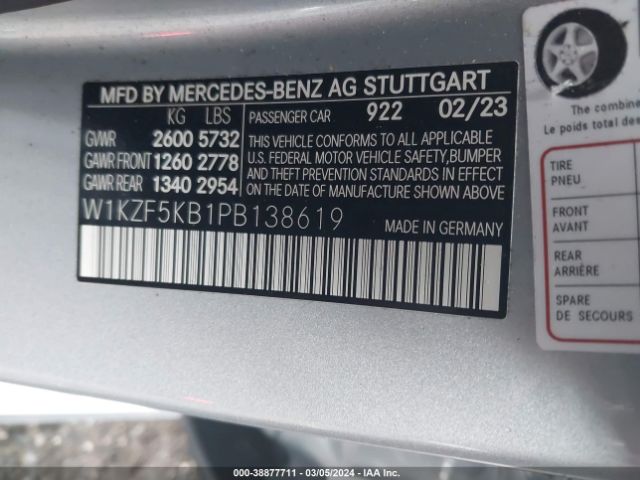 MFD BY MERCEDES-BENZ AG STUTTGART
KG LBS
GVWR 2600 5732
GAWR FRONT 1260 2778
GAWR REAR 1340 2954
PASSENGER CAR 922 02/23
THIS VEHICLE CONFORMS TO ALL APPLICABLE
U.S. FEDERAL MOTOR VEHICLE SAFETY, BUMPER
AND THEFT PREVENTION STANDARDS IN EFFECT
ON THE DATE OF MANUFACTURE SHOWN ABOVE.
W1KZF5KB1PB138619
MADE IN GERMANY
The combine
Le poids total des
TIRE
PNEU
FRONT
AVANT
REAR
ARRIÈRE
SPARE
DE SECOURS
000-38877711 - 03/05/2024 - IAA Inc.